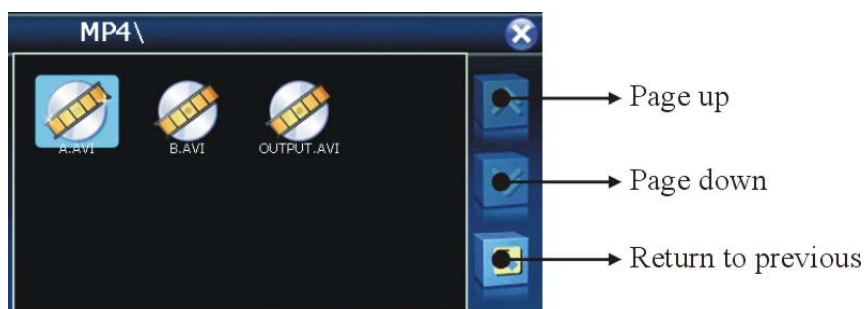 MP4\
A.AVI B.AVI OUTPUT.AVI
Page up
Page down
Return to previous